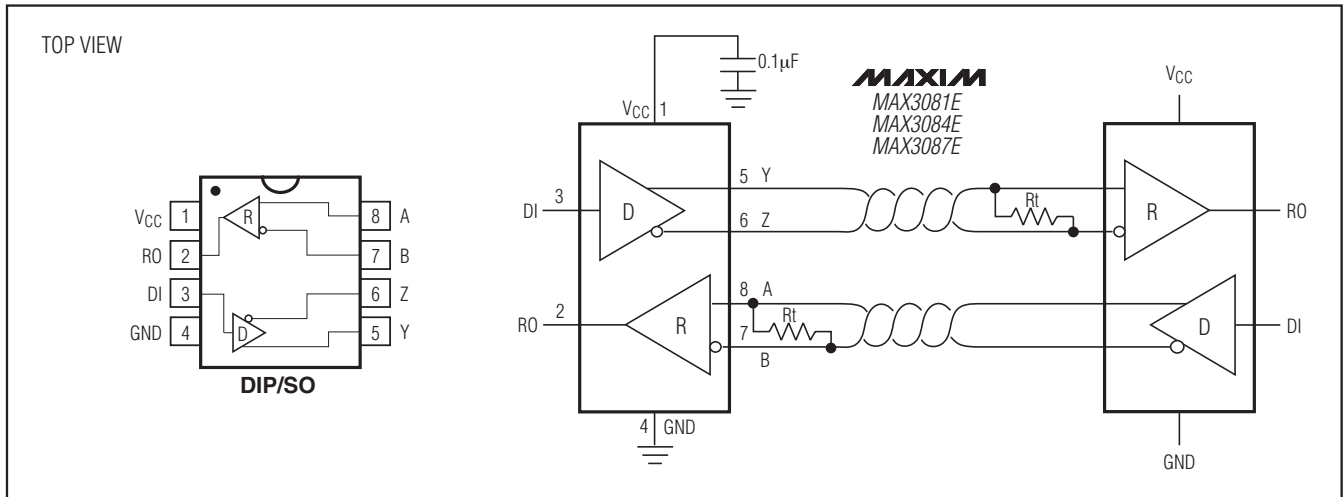 TOP VIEW
VCC 1
RO 2
DI 3
GND 4
R
D
8 A
7 B
6 Z
5 Y
DIP/SO
0.1μF
VCC 1
DI 3
D
5 Y
6 Z
RO 2
R
8 A
7
B
Rt
4 GND
MAXIM
MAX3081E
MAX3084E
MAX3087E
Rt
VCC
R
RO
D
DI
GND